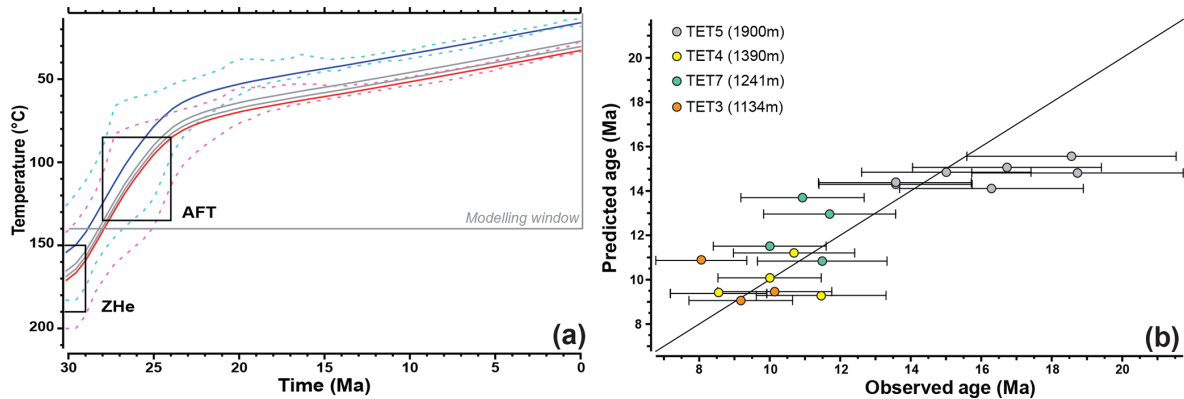 50
100
150
200
Temperature (°C)
AFT
ZHe
Modelling window
(a)
30
25
20
15
10
5
0
Time (Ma)
TET5 (1900m)
TET4 (1390m)
TET7 (1241m)
TET3 (1134m)
20
18
16
14
12
10
8
Predicted age (Ma)
(b)
8
10
12
14
16
18
20
Observed age (Ma)